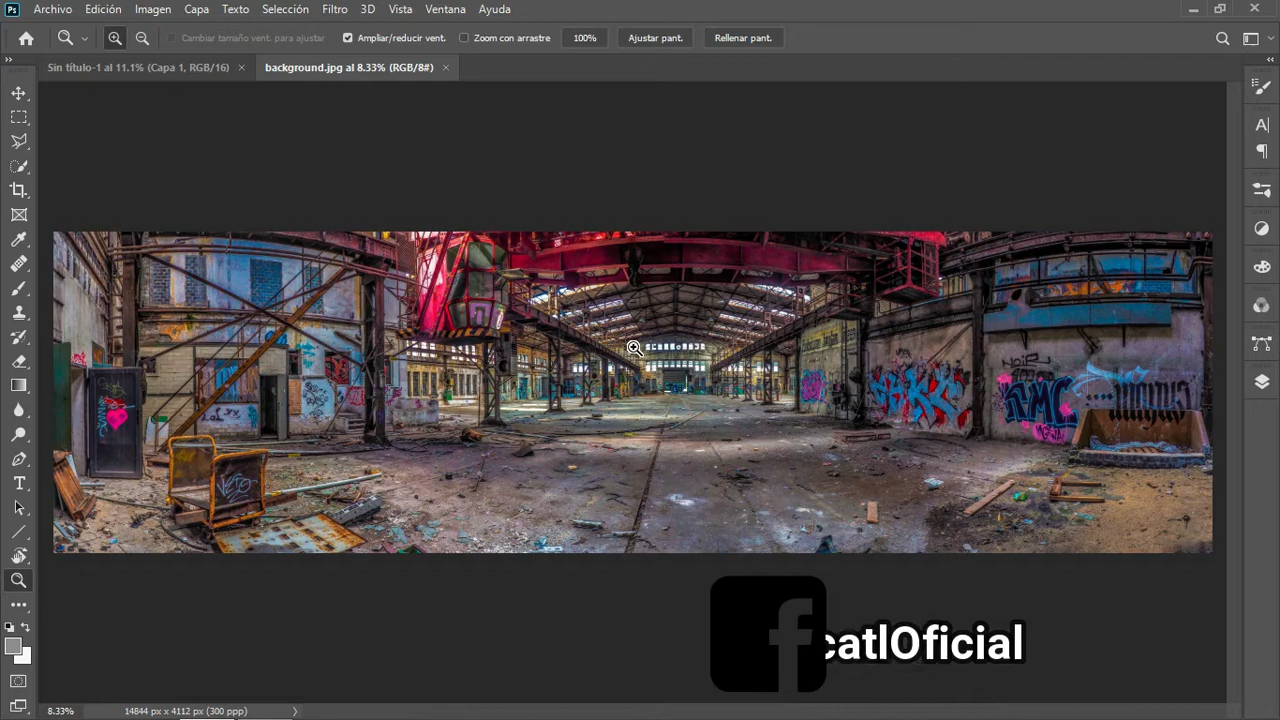 Ps Archivo Edición Imagen Capa Texto Selección Filtro 3D Vista Ventana Ayuda
Cambiar tamaño vent. para ajustar Ampliar/reducir vent. Zoom con arrastre 100% Ajustar pant. Rellenar pant.
Sin título-1 al 11.1% (Capa 1, RGB/16) background.jpg al 8.33% (RGB/8#)
catlOficial
8.33% 14844 px x 4112 px (300 ppp)